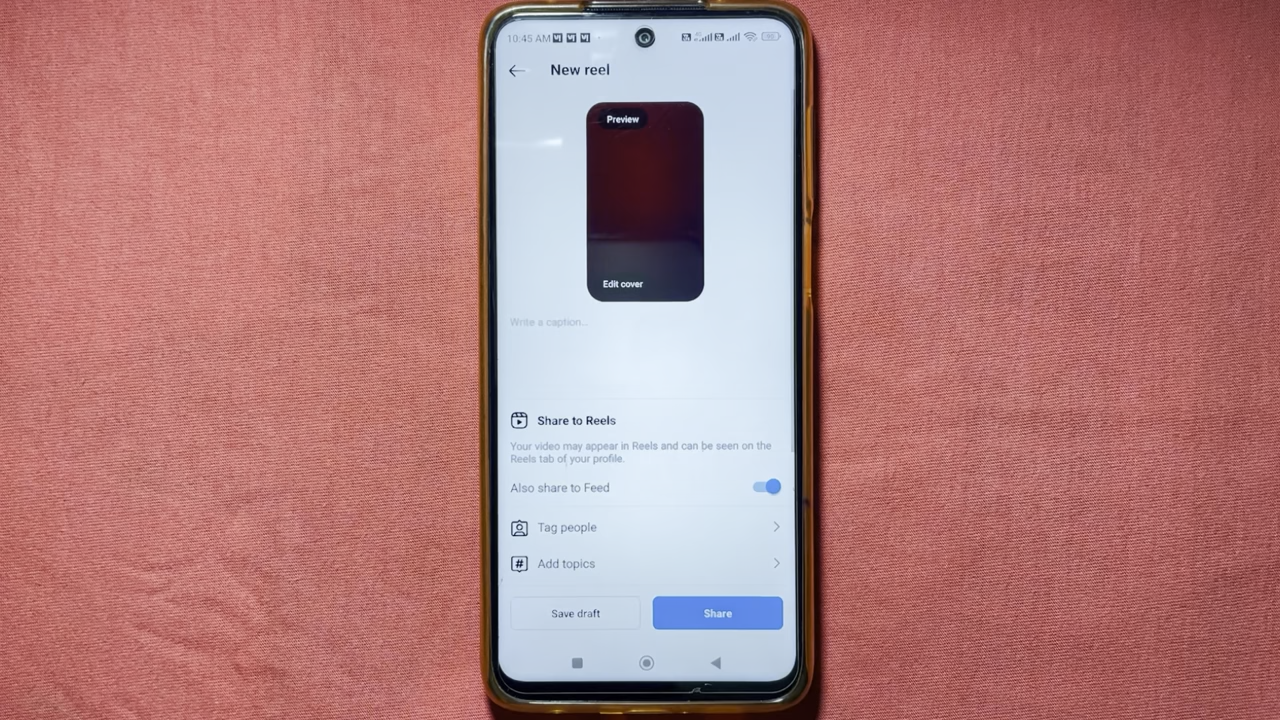 10:45 AM
New reel
Preview
Edit cover
Write a caption...
Share to Reels
Your video may appear in Reels and can be seen on the
Reels tab of your profile.
Also share to Feed
Tag people
Add topics
Save draft
Share